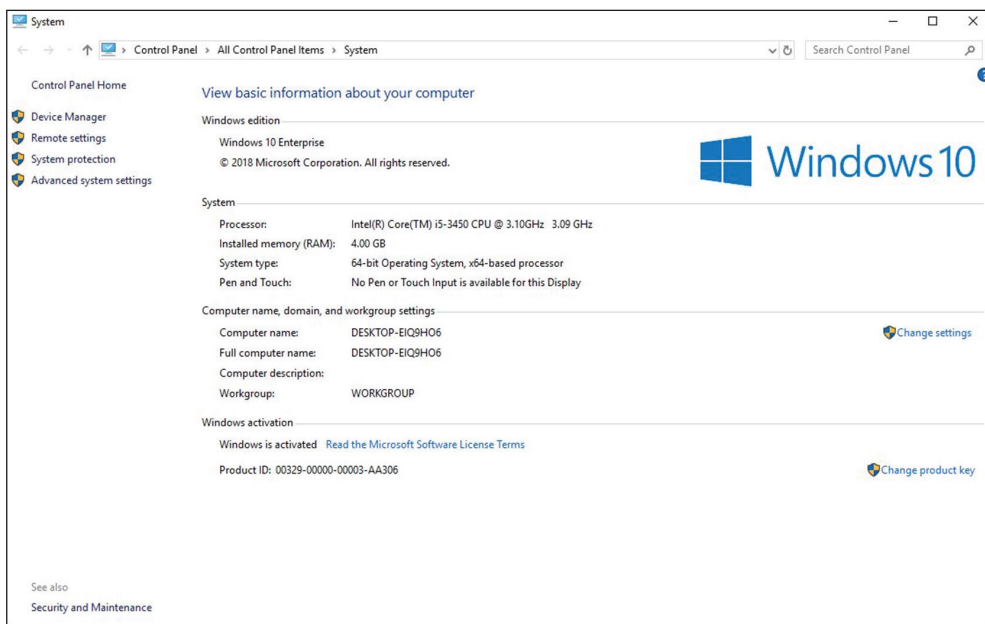 System
Control Panel > All Control Panel Items > System
Search Control Panel
Control Panel Home
Device Manager
Remote settings
System protection
Advanced system settings
View basic information about your computer
Windows edition
Windows 10 Enterprise
© 2018 Microsoft Corporation. All rights reserved.
Windows 10
System
Processor: Intel(R) Core(TM) i5-3450 CPU @ 3.10GHz 3.09 GHz
Installed memory (RAM): 4.00 GB
System type: 64-bit Operating System, x64-based processor
Pen and Touch: No Pen or Touch Input is available for this Display
Computer name, domain, and workgroup settings
Computer name: DESKTOP-EIQ9HO6
Change settings
Full computer name: DESKTOP-EIQ9HO6
Computer description:
Workgroup: WORKGROUP
Windows activation
Windows is activated Read the Microsoft Software License Terms
Product ID: 00329-00000-00003-AA306
Change product key
See also
Security and Maintenance